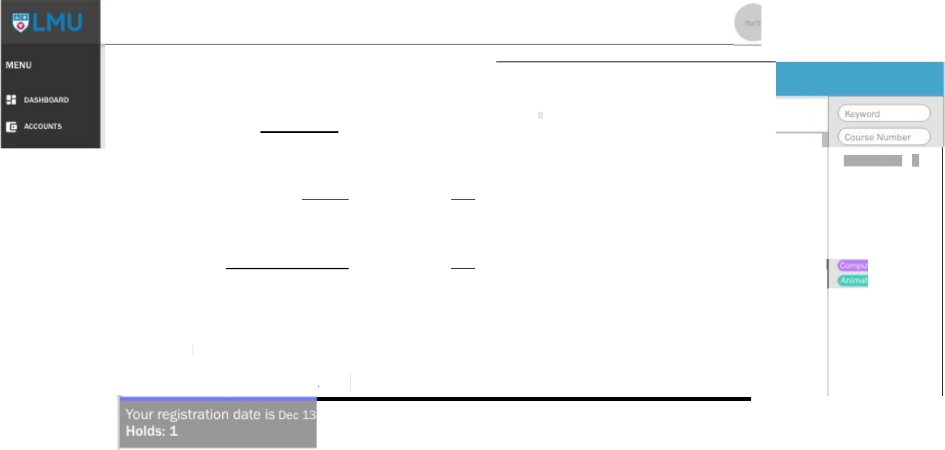 LMU
MENU
DASHBOARD
ACCOUNTS
Keyword
Course Number
Compu
Animat
Your registration date is Dec 13
Holds: 1